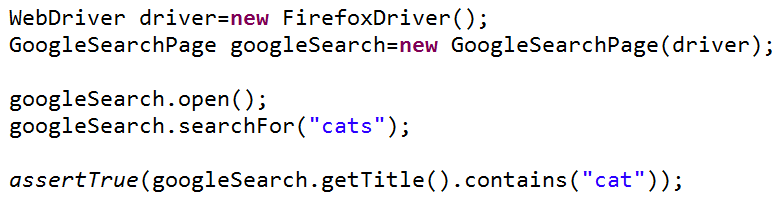 WebDriver driver=new FirefoxDriver();
GoogleSearchPage googleSearch=new GoogleSearchPage(driver);
googleSearch.open();
googleSearch.searchFor("cats");
assertTrue(googleSearch.getTitle().contains("cat"));